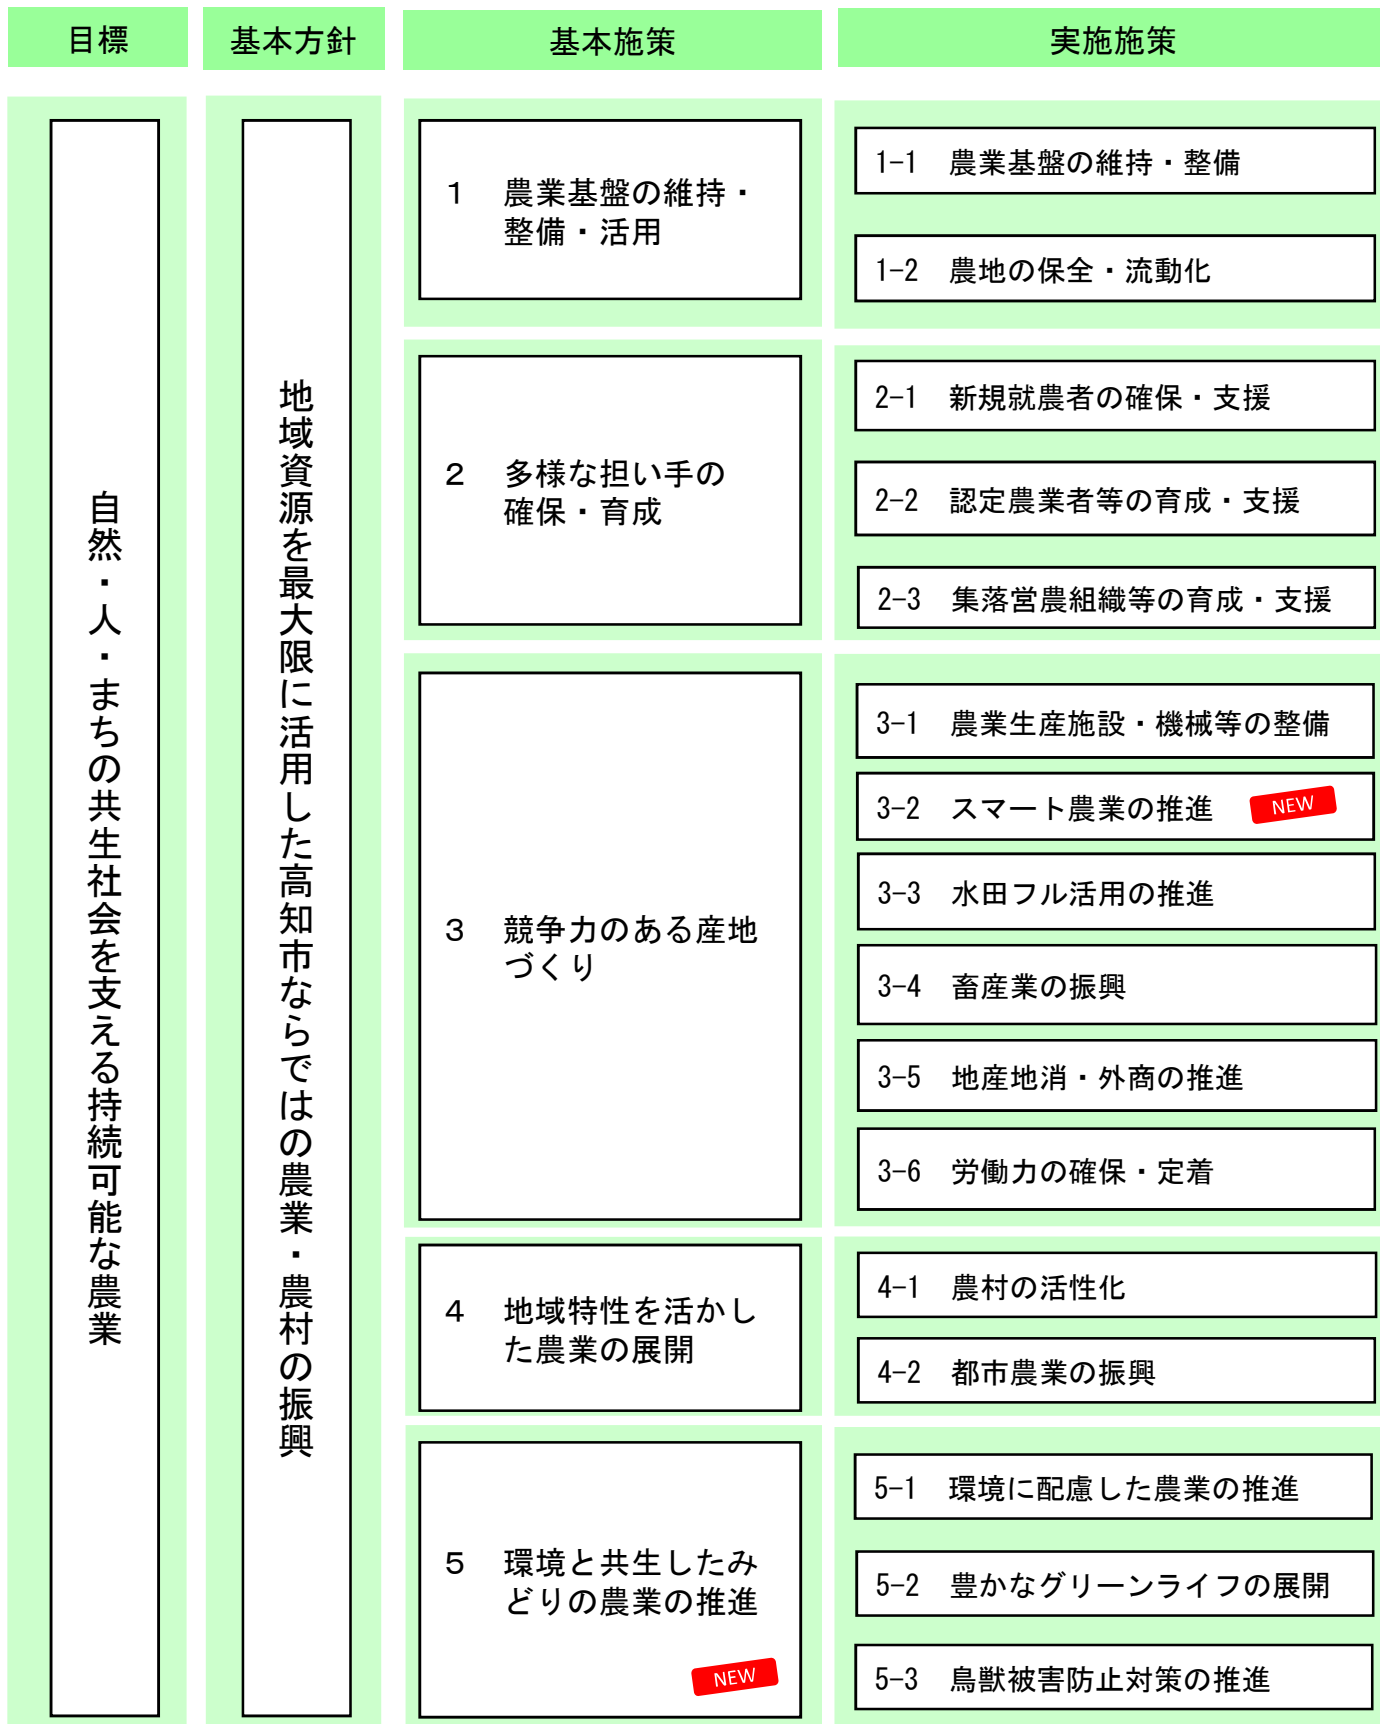 目標
基本方針
基本施策
実施施策
自然・人・まちの共生社会を支える持続可能な農業
地域資源を最大限に活用した高知市ならではの農業・農村の振興
１　農業基盤の維持・
整備・活用
1-1　農業基盤の維持・整備
1-2　農地の保全・流動化
２　多様な担い手の
確保・育成
2-1　新規就農者の確保・支援
2-2　認定農業者等の育成・支援
2-3　集落営農組織等の育成・支援
３　競争力のある産地
づくり
3-1　農業生産施設・機械等の整備
3-2　スマート農業の推進　NEW
3-3　水田フル活用の推進
3-4　畜産業の振興
3-5　地産地消・外商の推進
3-6　労働力の確保・定着
４　地域特性を活かし
た農業の展開
4-1　農村の活性化
4-2　都市農業の振興
５　環境と共生したみ
どりの農業の推進
NEW
5-1　環境に配慮した農業の推進
5-2　豊かなグリーンライフの展開
5-3　鳥獣被害防止対策の推進